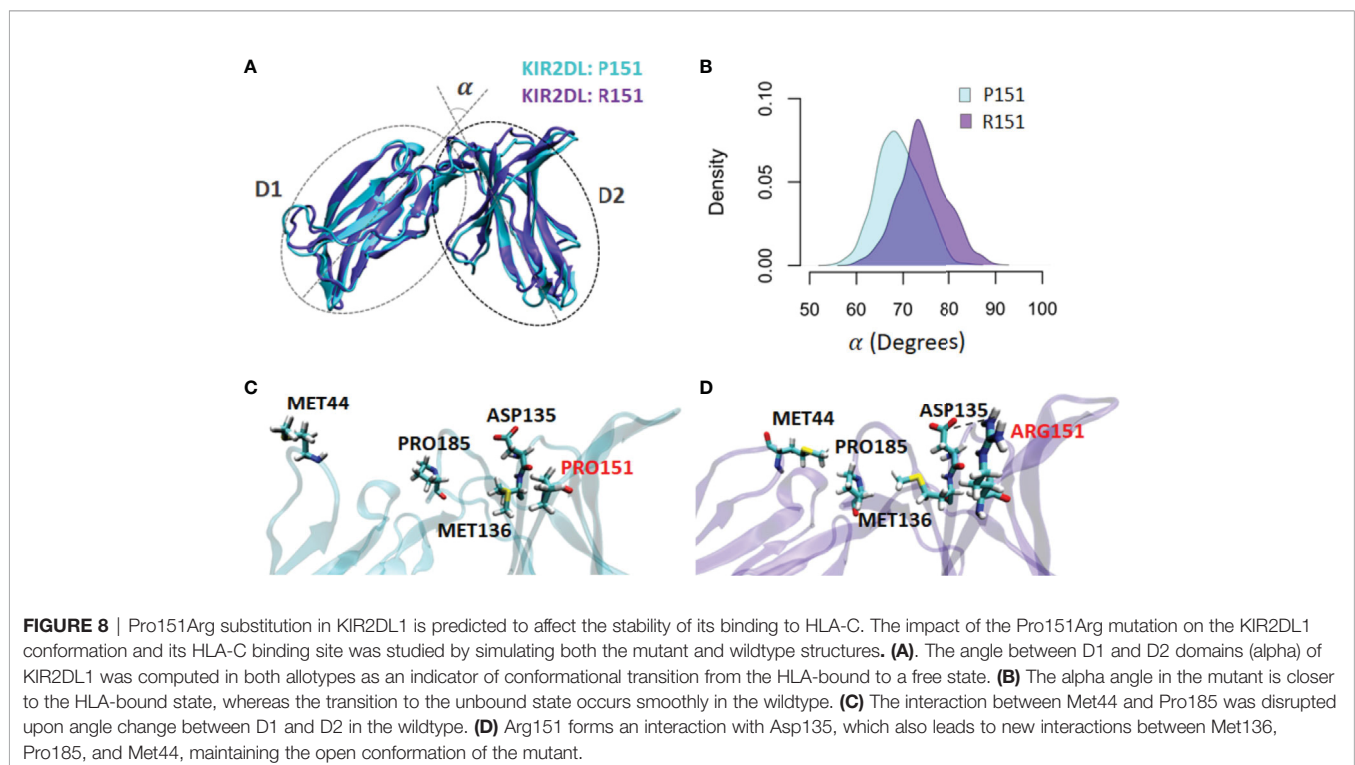 A
KIR2DL: P151
KIR2DL: R151
α
D1
D2
B
P151
R151
Density
0.10
0.05
0.00
50 60 70 80 90 100
α (Degrees)
C
MET44
PRO185
ASP135
PRO151
MET136
D
MET44
PRO185
ASP135
ARG151
MET136
FIGURE 8 | Pro151Arg substitution in KIR2DL1 is predicted to affect the stability of its binding to HLA-C. The impact of the Pro151Arg mutation on the KIR2DL1
conformation and its HLA-C binding site was studied by simulating both the mutant and wildtype structures. (A). The angle between D1 and D2 domains (alpha) of
KIR2DL1 was computed in both allotypes as an indicator of conformational transition from the HLA-bound to a free state. (B) The alpha angle in the mutant is closer
to the HLA-bound state, whereas the transition to the unbound state occurs smoothly in the wildtype. (C) The interaction between Met44 and Pro185 was disrupted
upon angle change between D1 and D2 in the wildtype. (D) Arg151 forms an interaction with Asp135, which also leads to new interactions between Met136,
Pro185, and Met44, maintaining the open conformation of the mutant.